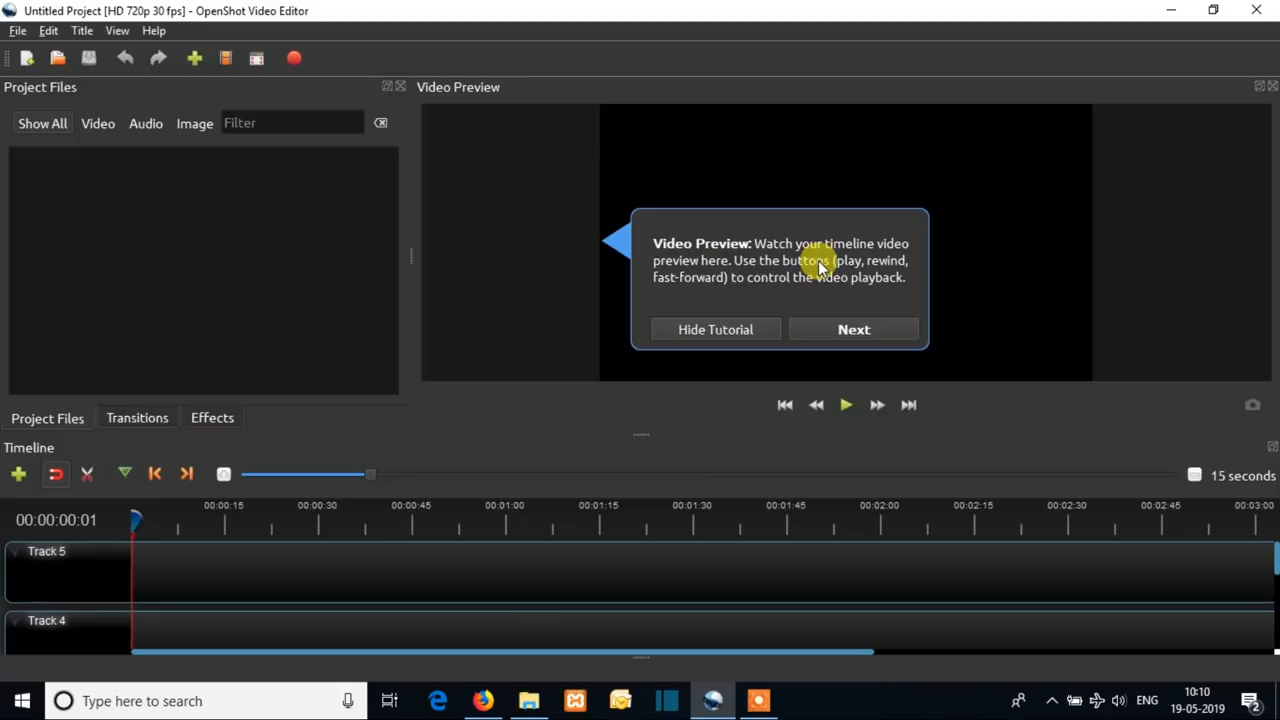 Untitled Project [HD 720p 30 fps] - OpenShot Video Editor
File Edit Title View Help
Project Files
Video Preview
Show All Video Audio Image Filter
Video Preview: Watch your timeline video
preview here. Use the buttons (play, rewind,
fast-forward) to control the video playback.
Hide Tutorial Next
Project Files Transitions Effects
Timeline
15 seconds
00:00:00:01
00:00:15 00:00:30 00:00:45 00:01:00 00:01:15 00:01:30 00:01:45 00:02:00 00:02:15 00:02:30 00:02:45 00:03:00
Track 5
Track 4
Type here to search
ENG
10:10
19-05-2019
2